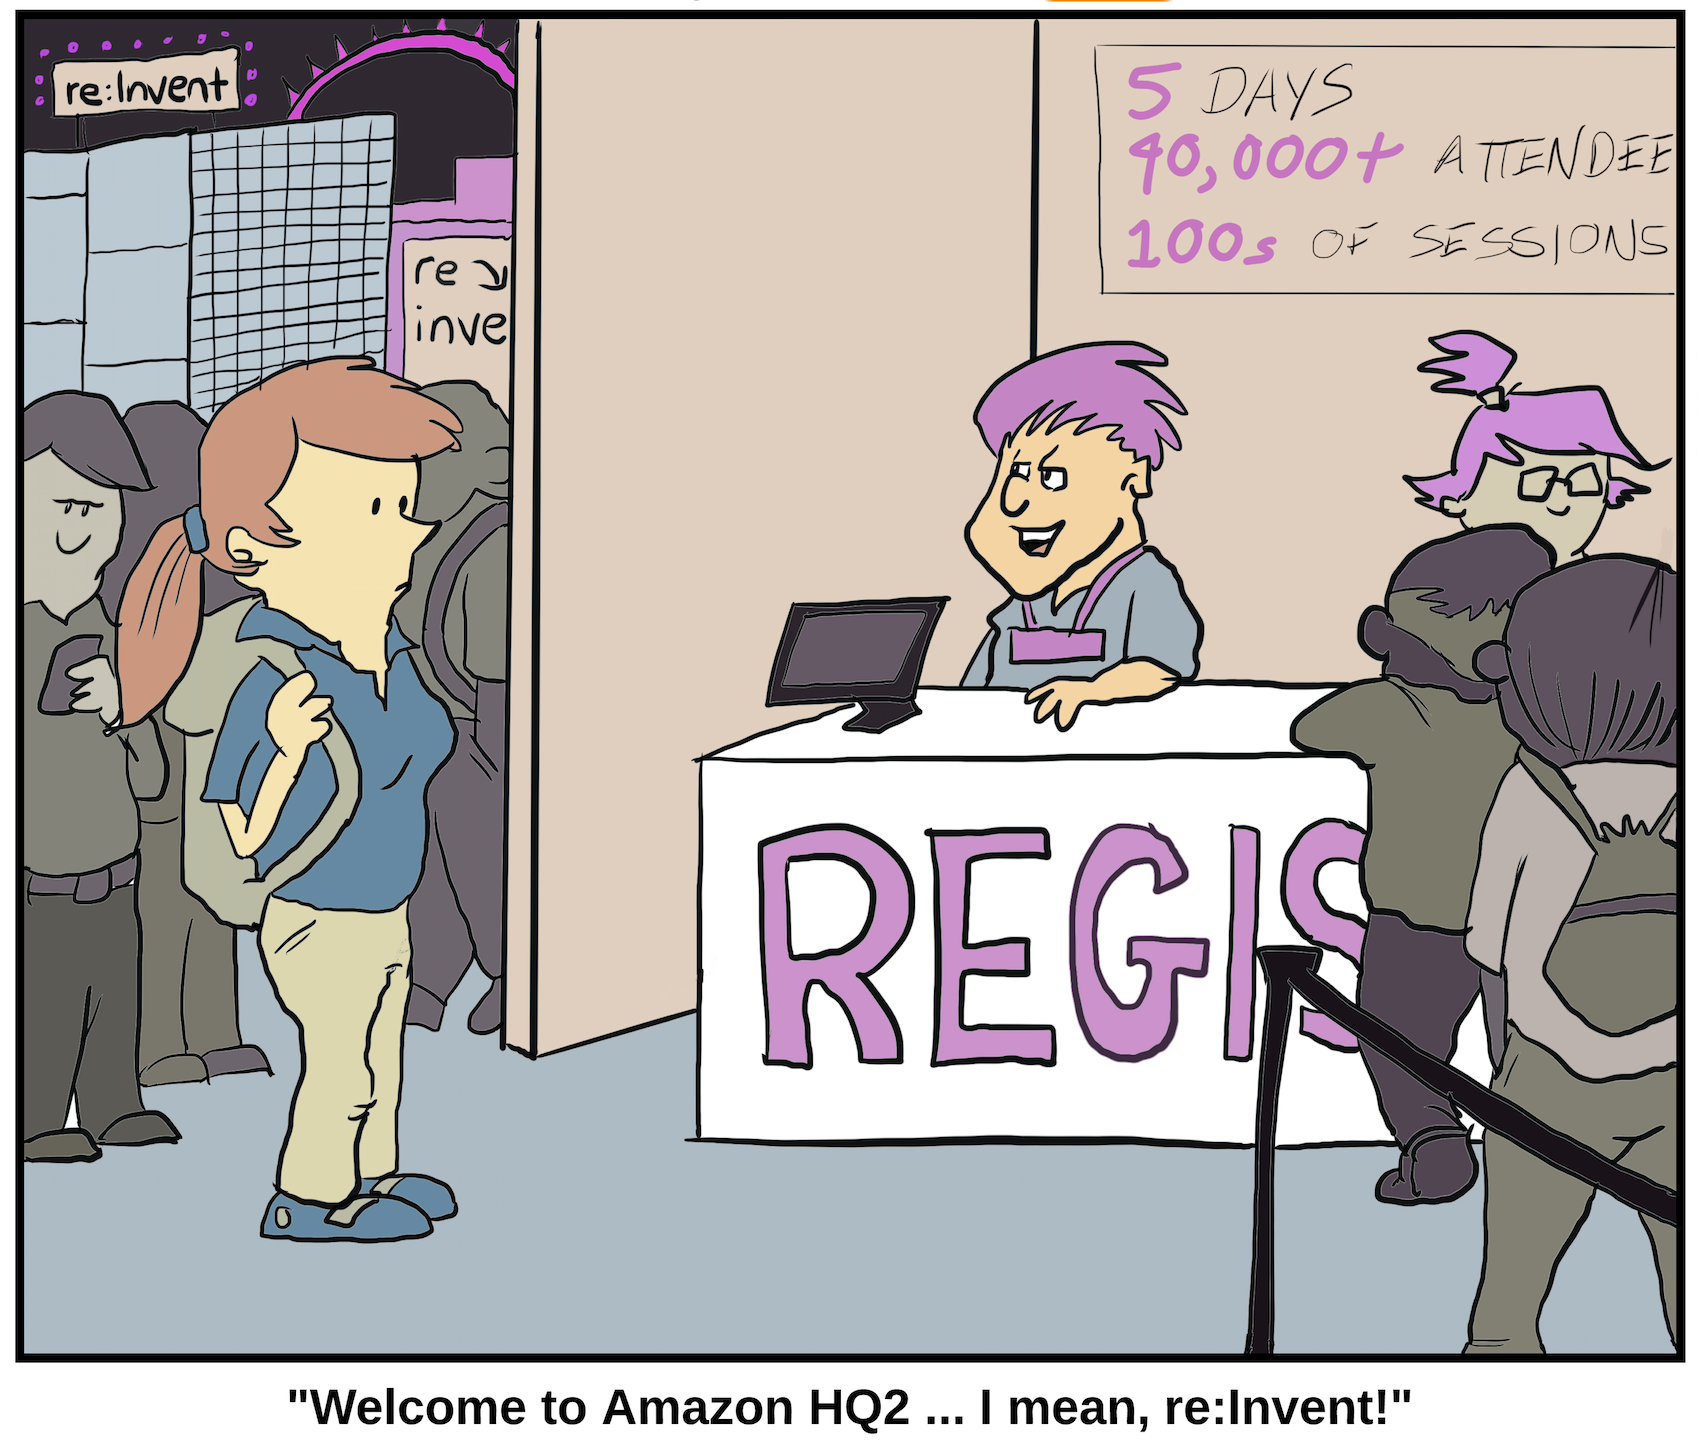 re:Invent
re
inve
5 DAYS
40,000+ ATTENDEE
100s OF SESSIONS
REGIS
"Welcome to Amazon HQ2 ... I mean, re:Invent!"